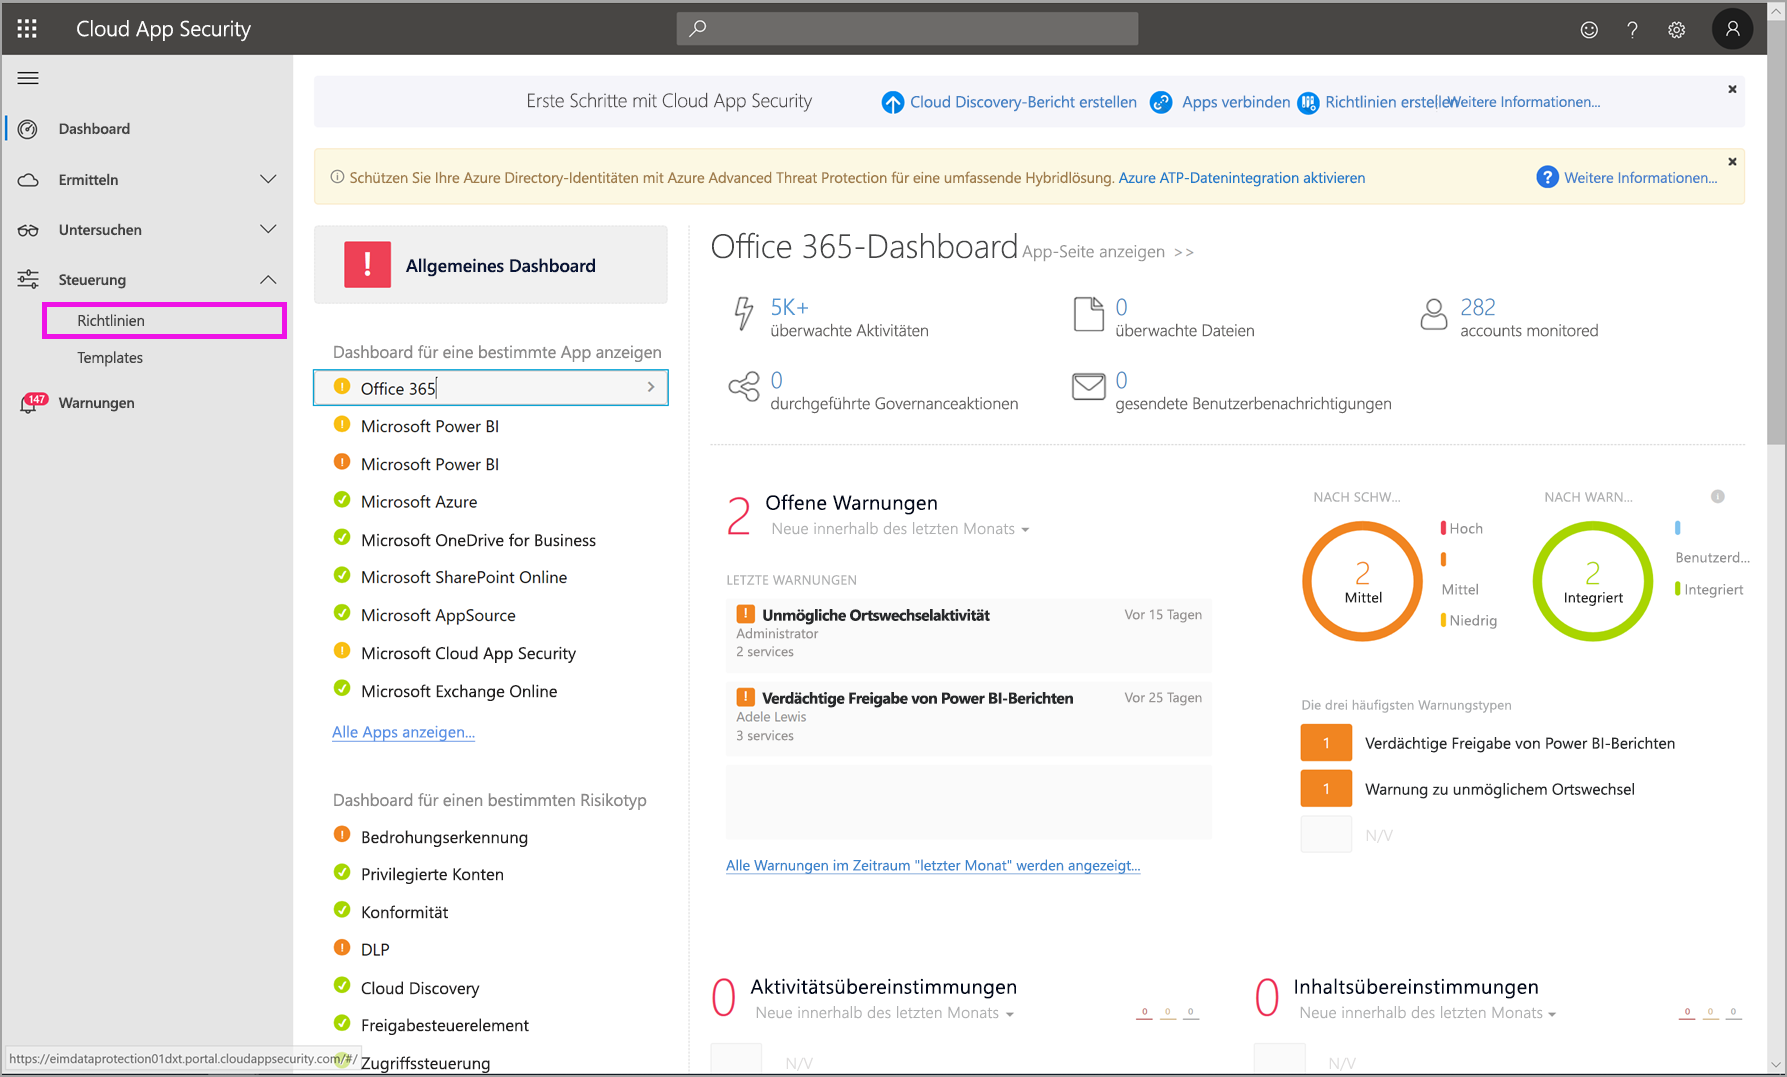 Cloud App Security
Erste Schritte mit Cloud App Security
Cloud Discovery-Bericht erstellen
Apps verbinden
Richtlinien erstellen
Weitere Informationen...
Dashboard
Ermitteln
Untersuchen
Steuerung
Richtlinien
Templates
147
Warnungen
Schützen Sie Ihre Azure Directory-Identitäten mit Azure Advanced Threat Protection für eine umfassende Hybridlösung. Azure ATP-Datenintegration aktivieren
Weitere Informationen...
! Allgemeines Dashboard
Dashboard für eine bestimmte App anzeigen
Office 365
Microsoft Power BI
Microsoft Power BI
Microsoft Azure
Microsoft OneDrive for Business
Microsoft SharePoint Online
Microsoft AppSource
Microsoft Cloud App Security
Microsoft Exchange Online
Alle Apps anzeigen...
Dashboard für einen bestimmten Risikotyp
Bedrohungserkennung
Privilegierte Konten
Konformität
DLP
Cloud Discovery
Freigabesteuerelement
Zugriffssteuerung
https://eimdataprotection01dxt.portal.cloudappsecurity.com/#/
Office 365-Dashboard App-Seite anzeigen >>
5K+
überwachte Aktivitäten
0
überwachte Dateien
282
accounts monitored
0
durchgeführte Governanceaktionen
0
gesendete Benutzerbenachrichtigungen
2 Offene Warnungen
Neue innerhalb des letzten Monats
LETZTE WARNUNGEN
Unmögliche Ortswechselaktivität
Vor 15 Tagen
Administrator
2 services
Verdächtige Freigabe von Power BI-Berichten
Vor 25 Tagen
Adele Lewis
3 services
Alle Warnungen im Zeitraum "letzter Monat" werden angezeigt...
NACH SCHW...
2
Mittel
Hoch
Mittel
Niedrig
NACH WARN...
2
Integriert
Benutzerd...
Integriert
Die drei häufigsten Warnungstypen
1 Verdächtige Freigabe von Power BI-Berichten
1 Warnung zu unmöglichem Ortswechsel
N/V
0 Aktivitätsübereinstimmungen
Neue innerhalb des letzten Monats
0 0 0
N/V
0 Inhaltsübereinstimmungen
Neue innerhalb des letzten Monats
0 0 0
N/V